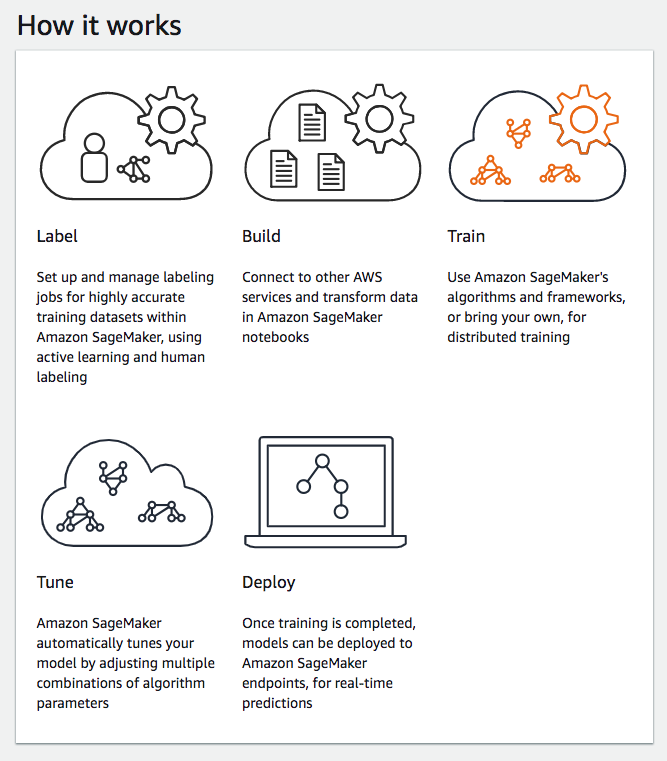 How it works
Label
Set up and manage labeling
jobs for highly accurate
training datasets within
Amazon SageMaker, using
active learning and human
labeling
Build
Connect to other AWS
services and transform data
in Amazon SageMaker
notebooks
Train
Use Amazon SageMaker's
algorithms and frameworks,
or bring your own, for
distributed training
Tune
Amazon SageMaker
automatically tunes your
model by adjusting multiple
combinations of algorithm
parameters
Deploy
Once training is completed,
models can be deployed to
Amazon SageMaker
endpoints, for real-time
predictions